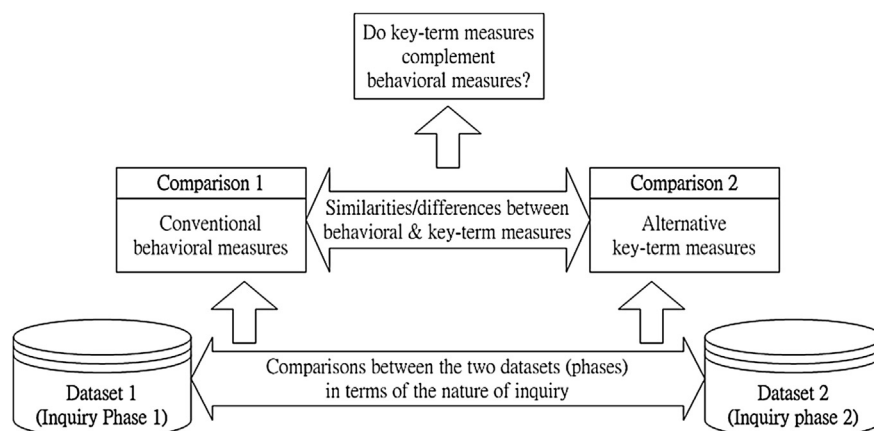 Do key-term measures
complement
behavioral measures?
Comparison 1
Conventional
behavioral measures
Similarities/differences between
behavioral & key-term measures
Comparison 2
Alternative
key-term measures
Dataset 1
(Inquiry Phase 1)
Comparisons between the two datasets (phases)
in terms of the nature of inquiry
Dataset 2
(Inquiry phase 2)